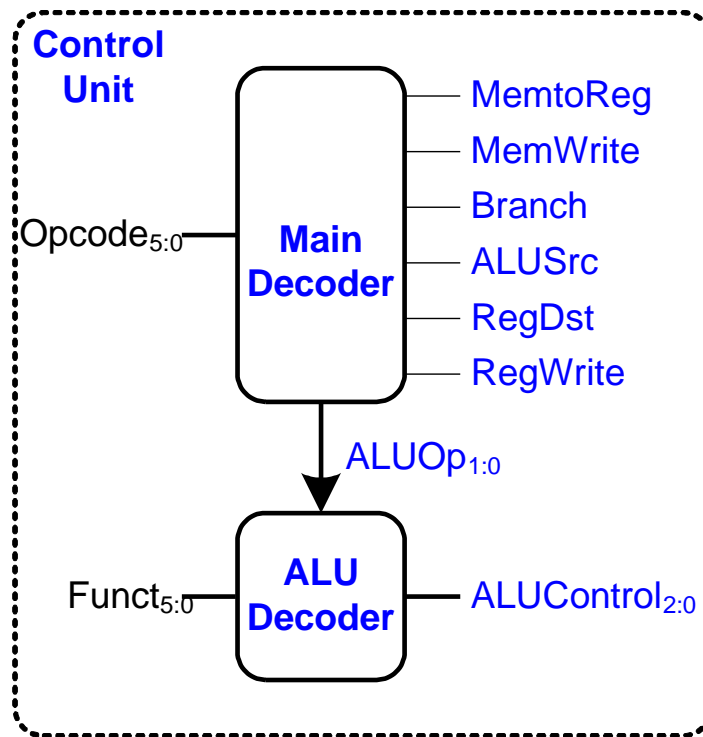 Control
Unit
MemtoReg
MemWrite
Branch
Opcode5:0
Main
Decoder
ALUSrc
RegDst
RegWrite
ALUOp1:0
Funct5:0
ALU
Decoder
ALUControl2:0